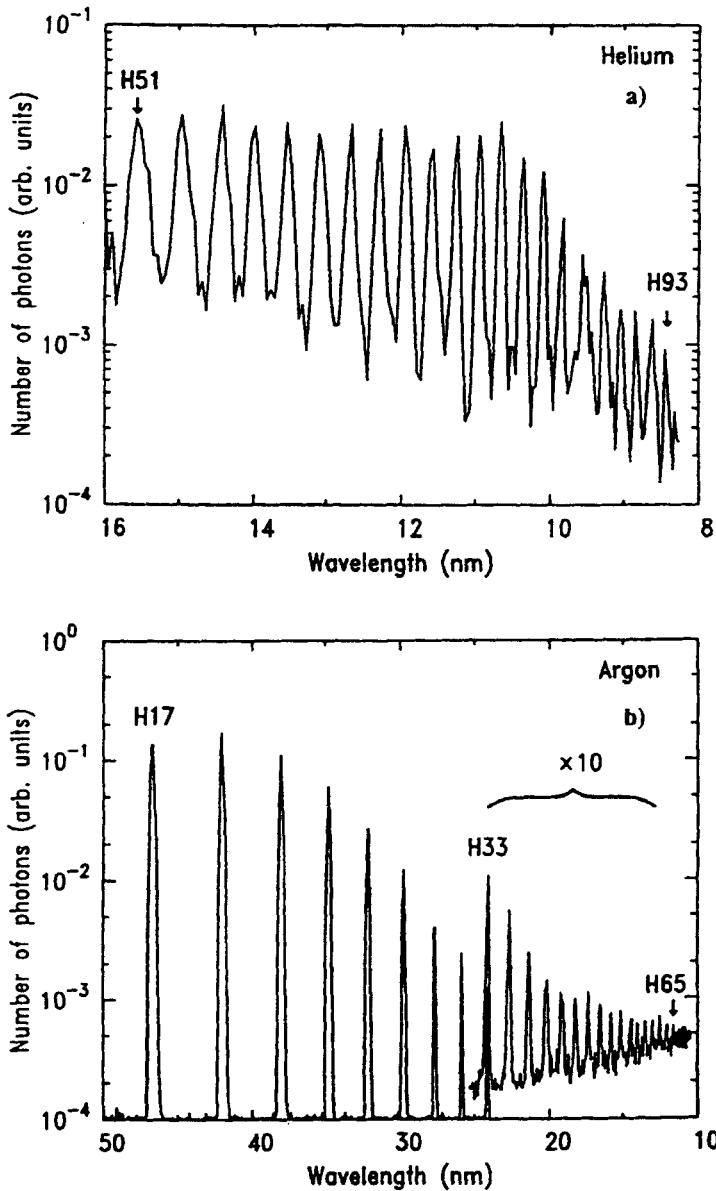 Number of photons (arb. units)
10⁻¹
10⁻²
10⁻³
10⁻⁴
H51
Helium
a)
H93
16 14 12 10 8
Wavelength (nm)
Number of photons (arb. units)
10⁰
10⁻¹
10⁻²
10⁻³
10⁻⁴
Argon
H17
b)
×10
H33
H65
50 40 30 20 10
Wavelength (nm)